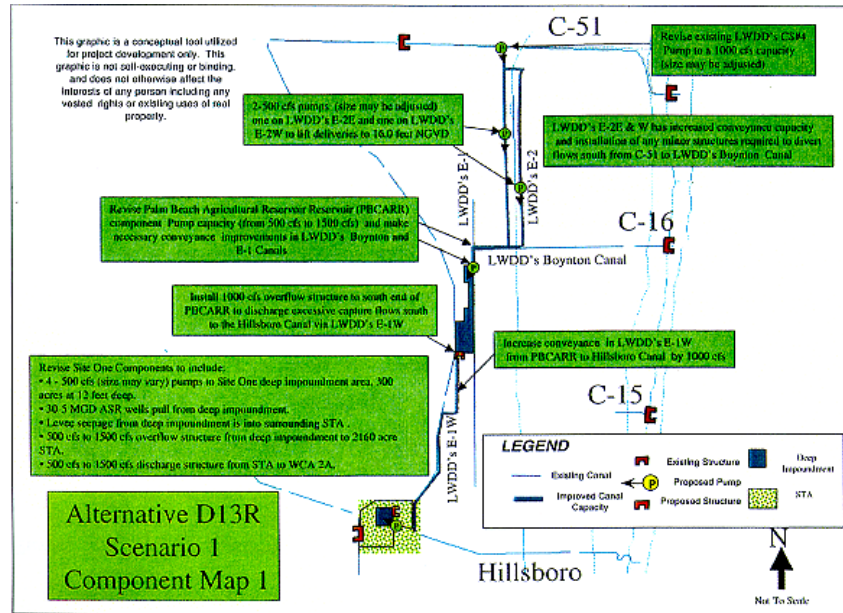 This graphic is a conceptual tool utilized
for project development only. This
graphic is not self-executing or binding,
and does not otherwise affect the
interests of any person including any
vested rights or existing uses of real
property.
C-51
Revise existing LWDD's CS#4
Pump to a 1000 cfs capacity
(size may be adjusted)
2-500 cfs pumps (size may be adjusted)
one on LWDD's E-2E and one on LWDD's
E-2W to lift deliveries to 16.0 feet NGVD
LWDD's E-2E & W has increased conveyance capacity
and installation of any minor structures required to divert
flows south from C-51 to LWDD's Boynton Canal
LWDD's E-1
LWDD's E-2
Revise Palm Beach Agricultural Reservoir Reservoir (PBCARR)
component Pump capacity (from 500 cfs to 1500 cfs) and make
necessary conveyance improvements in LWDD's Boynton and
E-1 Canals
C-16
LWDD's Boynton Canal
Install 1000 cfs overflow structure to south end of
PBCARR to discharge excessive capture flows south
to the Hillsboro Canal via LWDD's E-1W
Increase conveyance in LWDD's E-1W
from PBCARR to Hillsboro Canal by 1000 cfs
Revise Site One Components to include:
• 4 - 500 cfs (size may vary) pumps to Site One deep impoundment area, 300
acres at 12 feet deep.
• 30-5 MGD ASR wells pull from deep impoundment.
• Levee seepage from deep impoundment is into surrounding STA .
• 500 cfs to 1500 cfs overflow structure from deep impoundment to 2160 acre
STA.
• 500 cfs to 1500 cfs discharge structure from STA to WCA 2A.
C-15
LWDD's E-1W
LEGEND
Existing Canal
Improved Canal
Capacity
Existing Structure
Proposed Pump
Proposed Structure
Deep
Impoundment
STA
P
P
P
P
P
P
Alternative D13R
Scenario 1
Component Map 1
Hillsboro
N
Not To Scale